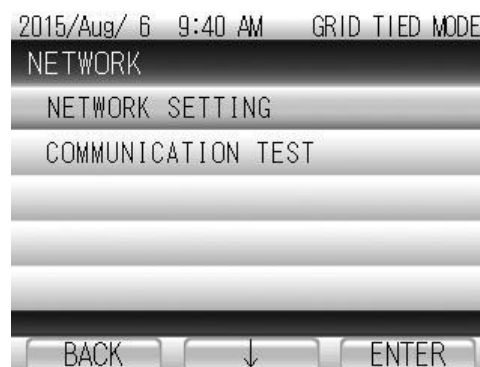 2015/Aug/ 6 9:40 AM GRID TIED MODE
NETWORK
NETWORK SETTING
COMMUNICATION TEST
BACK ↓ ENTER